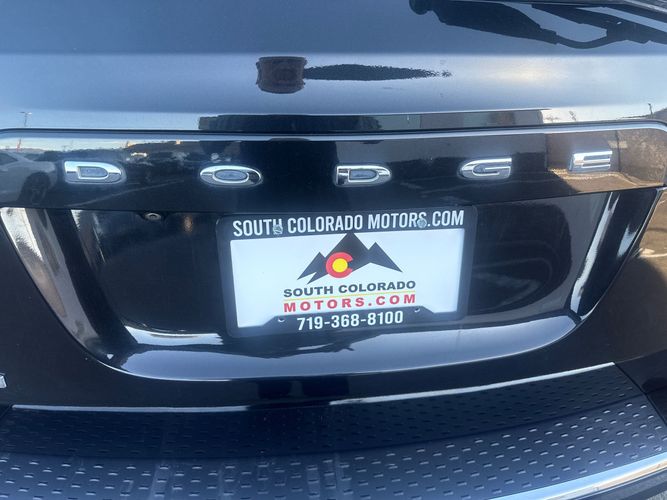 DODGE
SOUTH COLORADO MOTORS.COM
SOUTH COLORADO
MOTORS.COM
719-368-8100